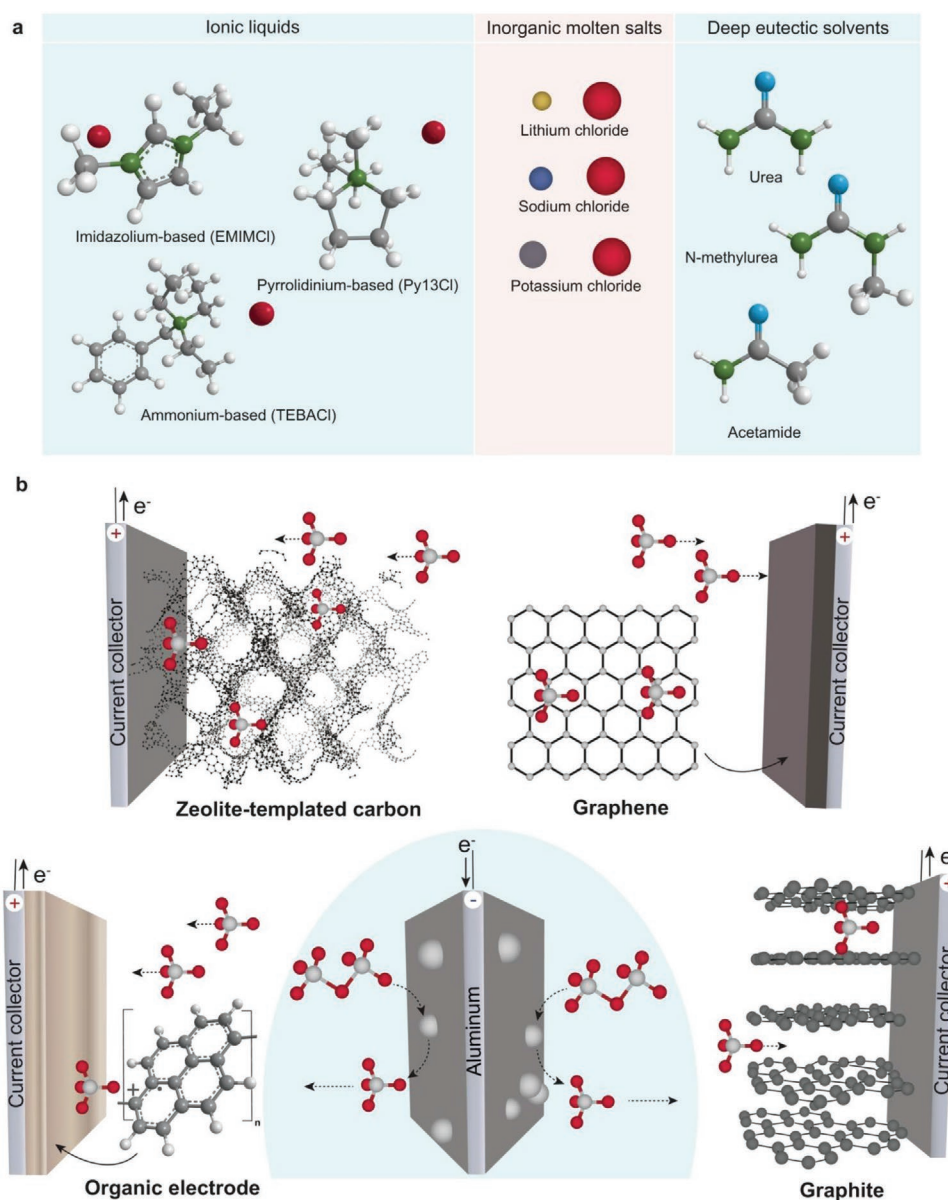 a
Ionic liquids
Inorganic molten salts
Deep eutectic solvents
Imidazolium-based (EMIMCl)
Pyrrolidinium-based (Py13Cl)
Ammonium-based (TEBACl)
Lithium chloride
Sodium chloride
Potassium chloride
Urea
N-methylurea
Acetamide
b
e-
+
Current collector
Zeolite-templated carbon
e-
+
Current collector
Graphene
e-
+
Current collector
+
n
Organic electrode
e-
-
Aluminum
e-
+
Current collector
Graphite